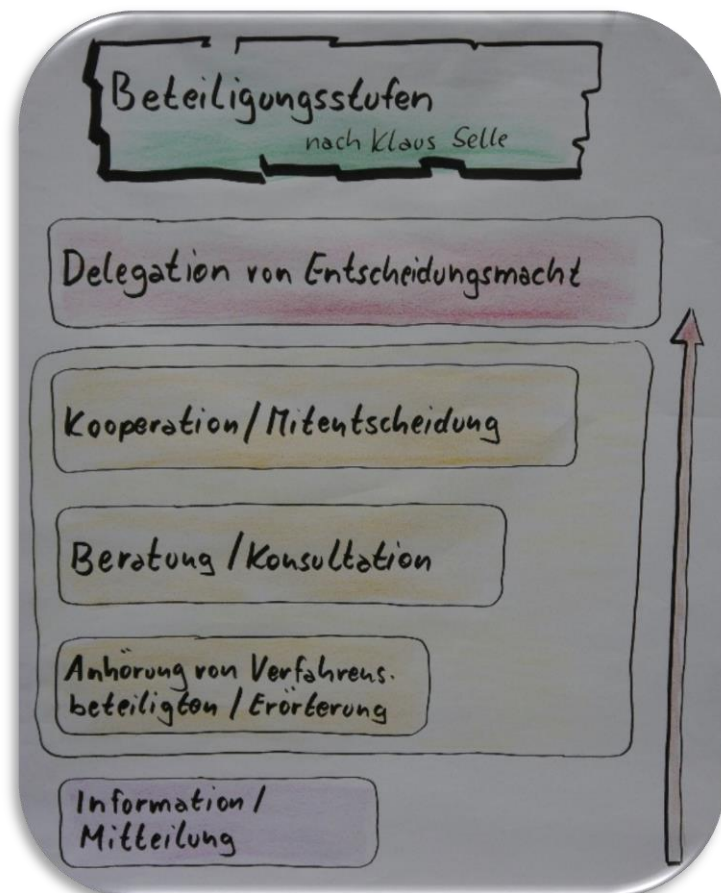 Beteiligungsstufen
nach Klaus Selle
Delegation von Entscheidungsmacht
Kooperation / Mitentscheidung
Beratung / Konsultation
Anhörung von Verfahrens-
beteiligten / Erörterung
Information /
Mitteilung